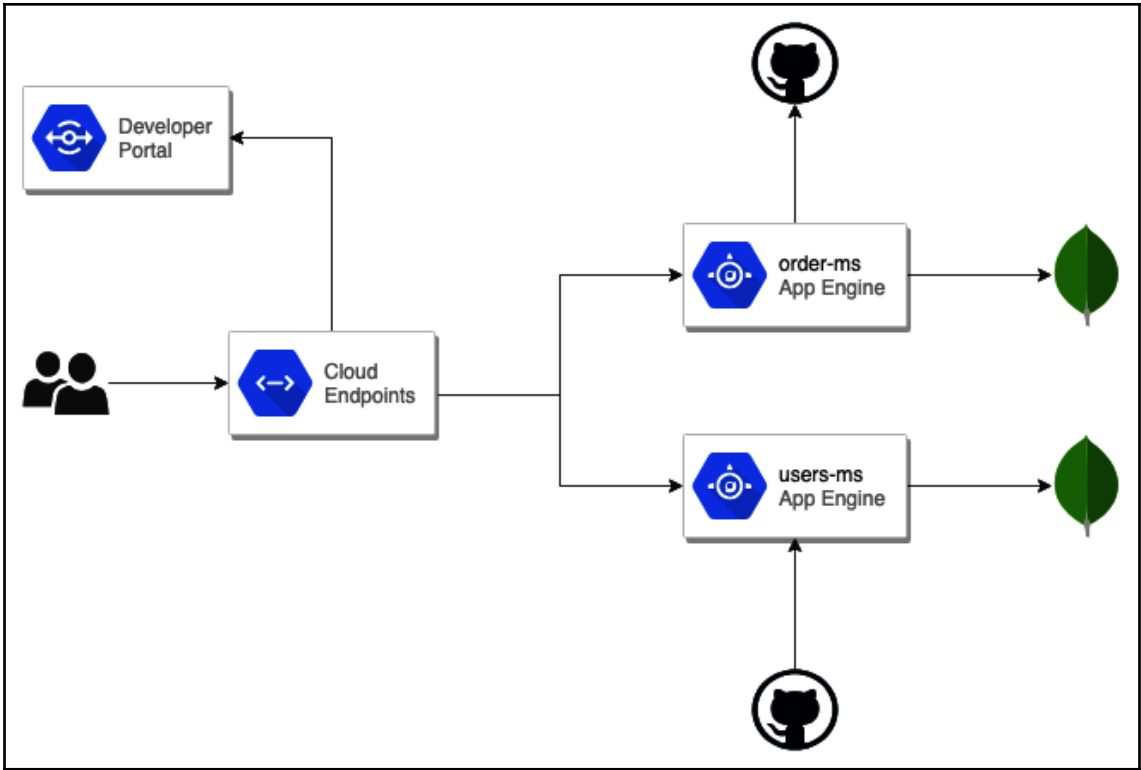 Developer
Portal
Cloud
Endpoints
order-ms
App Engine
users-ms
App Engine